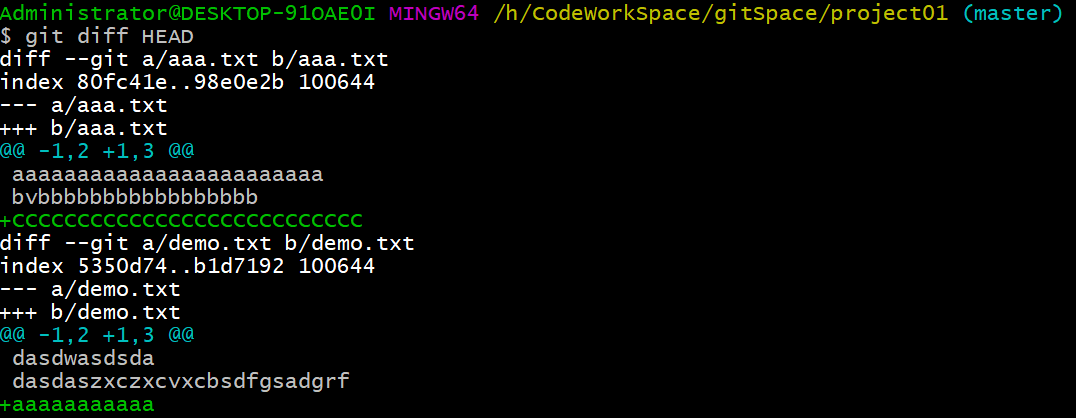 Administrator@DESKTOP-91OAE0I MINGW64 /h/CodeWorkSpace/gitSpace/project01 (master)
$ git diff HEAD
diff --git a/aaa.txt b/aaa.txt
index 80fc41e..98e0e2b 100644
--- a/aaa.txt
+++ b/aaa.txt
@@ -1,2 +1,3 @@
 aaaaaaaaaaaaaaaaaaaaaaaa
 bvbbbbbbbbbbbbbbbbb
+ccccccccccccccccccccccccccc
diff --git a/demo.txt b/demo.txt
index 5350d74..b1d7192 100644
--- a/demo.txt
+++ b/demo.txt
@@ -1,2 +1,3 @@
 dasdwasdsda
 dasdaszxczxcvxcbsdfgsadgrf
+aaaaaaaaaaa